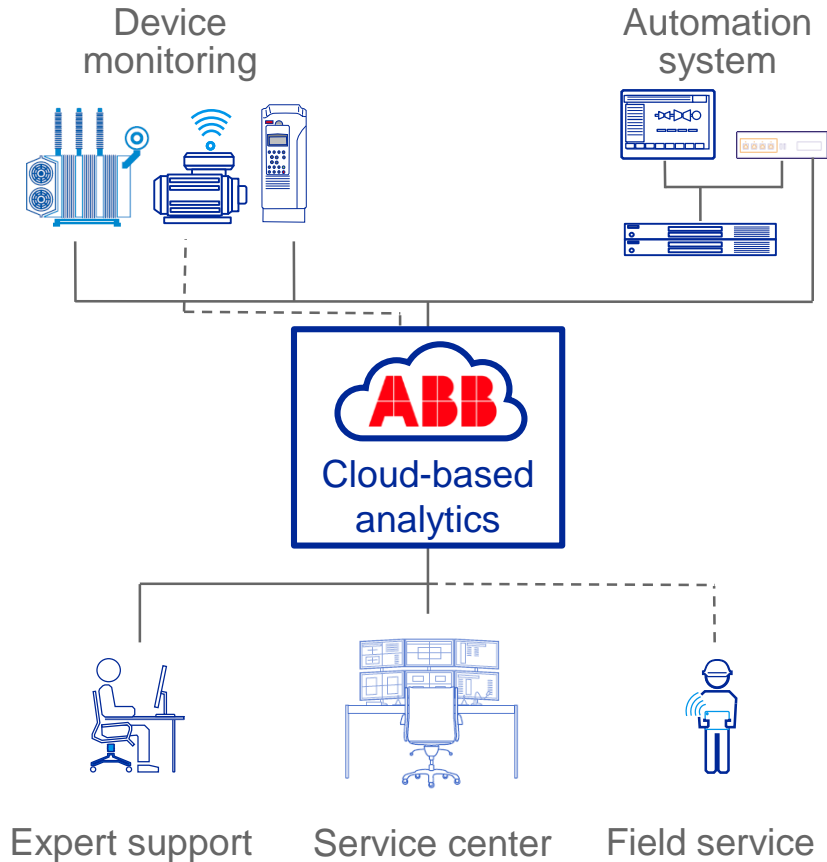 Device
monitoring
Automation
system
ABB
Cloud-based
analytics
Expert support
Service center
Field service